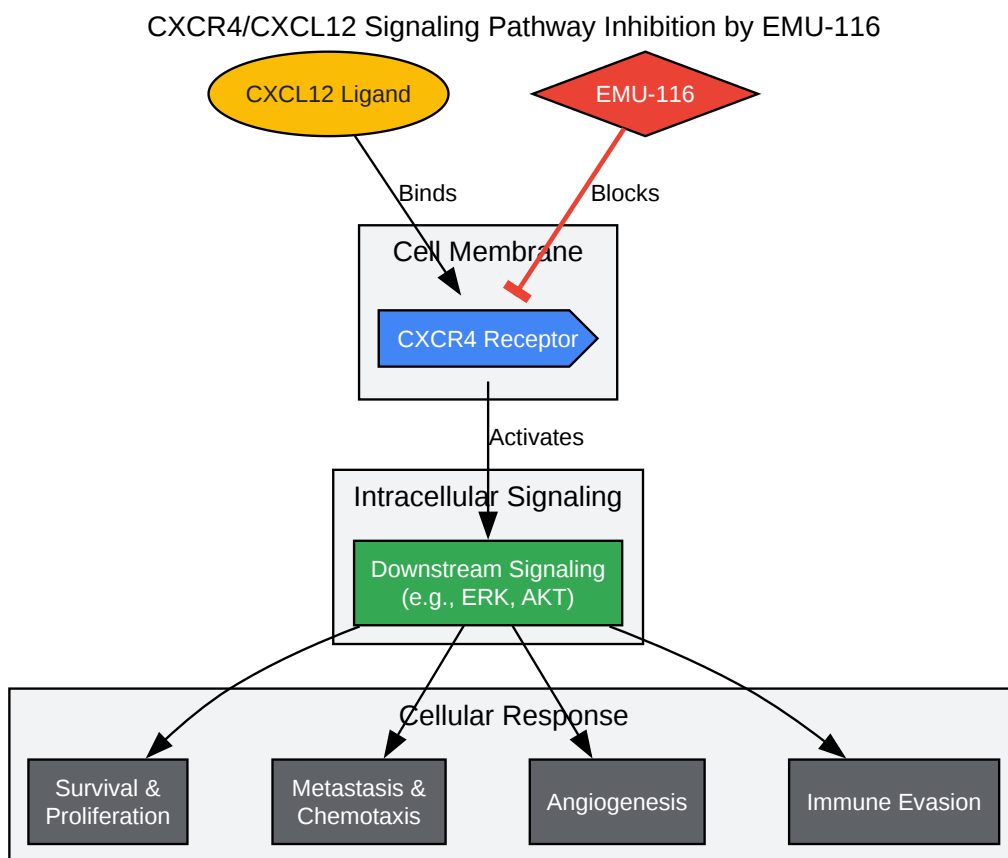 CXCR4/CXCL12 Signaling Pathway Inhibition by EMU-116
CXCL12 Ligand
EMU-116
Binds
Blocks
Cell Membrane
CXCR4 Receptor
Activates
Intracellular Signaling
Downstream Signaling
(e.g., ERK, AKT)
Cellular Response
Survival &
Proliferation
Metastasis &
Chemotaxis
Angiogenesis
Immune Evasion